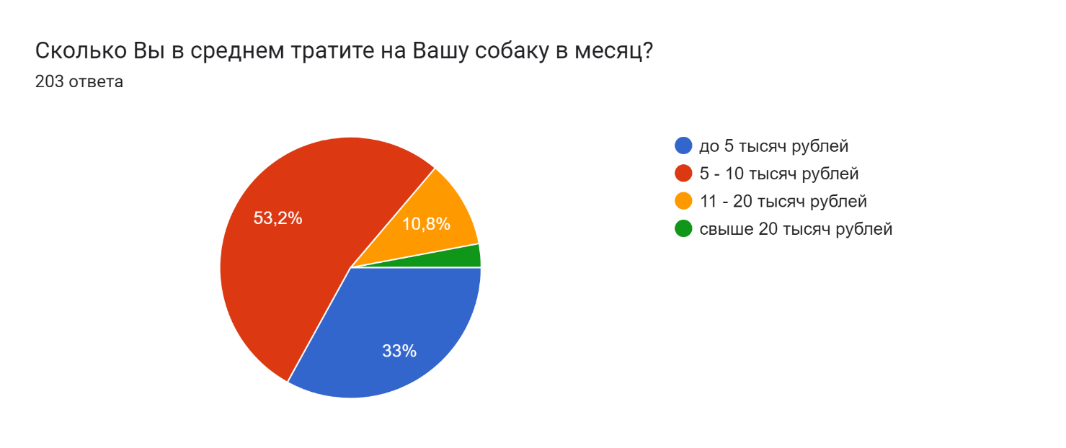 Сколько Вы в среднем тратите на Вашу собаку в месяц?
203 ответа
до 5 тысяч рублей
5 - 10 тысяч рублей
11 - 20 тысяч рублей
свыше 20 тысяч рублей
53,2%
10,8%
33%